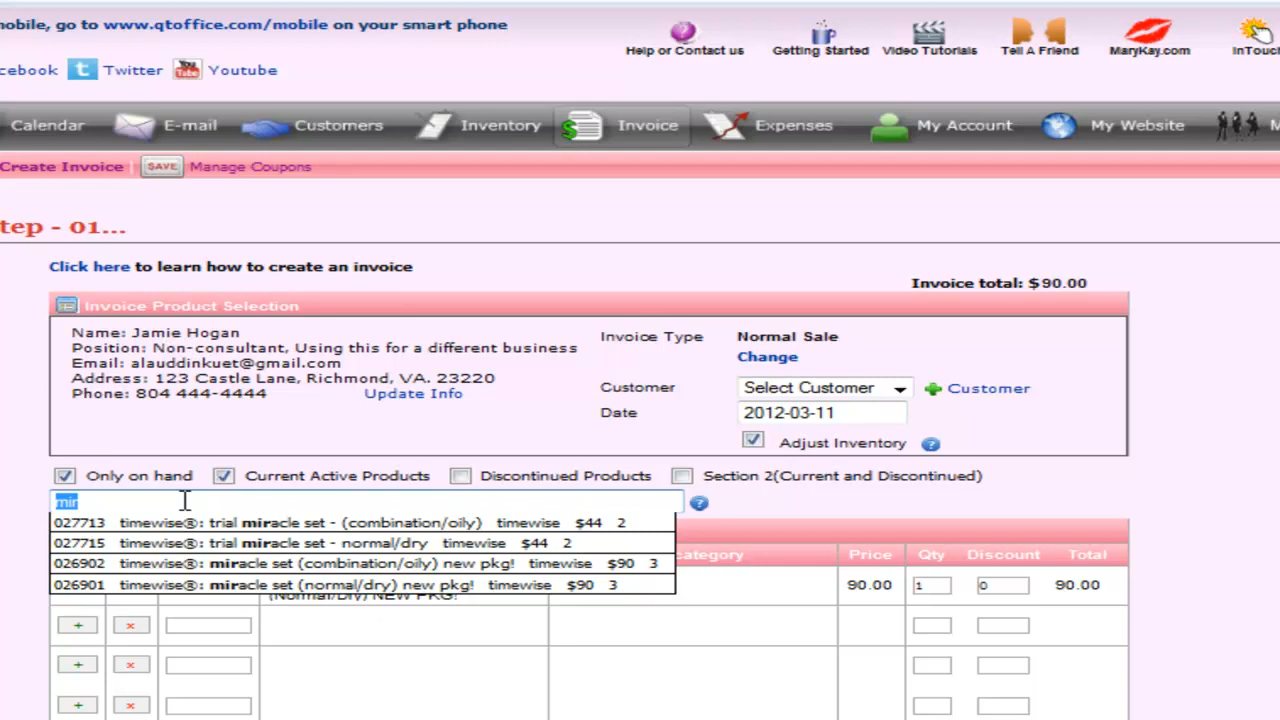 mobile, go to www.qtoffice.com/mobile on your smart phone
Help or Contact us Getting Started Video Tutorials Tell A Friend MaryKay.com InTouch
cebook Twitter You Tube Youtube
Calendar E-mail Customers Inventory Invoice Expenses My Account My Website M
Create Invoice SAVE Manage Coupons
tep - 01...
Click here to learn how to create an invoice
Invoice total: $90.00
Invoice Product Selection
Name: Jamie Hogan
Position: Non-consultant, Using this for a different business
Email: alauddinkuet@gmail.com
Address: 123 Castle Lane, Richmond, VA. 23220
Phone: 804 444-4444 Update Info
Invoice Type Normal Sale
Change
Customer Select Customer Customer
Date 2012-03-11
Adjust Inventory ?
Only on hand Current Active Products Discontinued Products Section 2(Current and Discontinued)
mir ?
027713 timewise®: trial miracle set - (combination/oily) timewise $44 2
027715 timewise®: trial miracle set - normal/dry timewise $44 2
026902 timewise®: miracle set (combination/oily) new pkg! timewise $90 3
026901 timewise®: miracle set (normal/dry) new pkg! timewise $90 3
category Price Qty Discount Total
(Normal/Dry) NEW PKG! 90.00 1 0 90.00
+ x
+ x
+ x